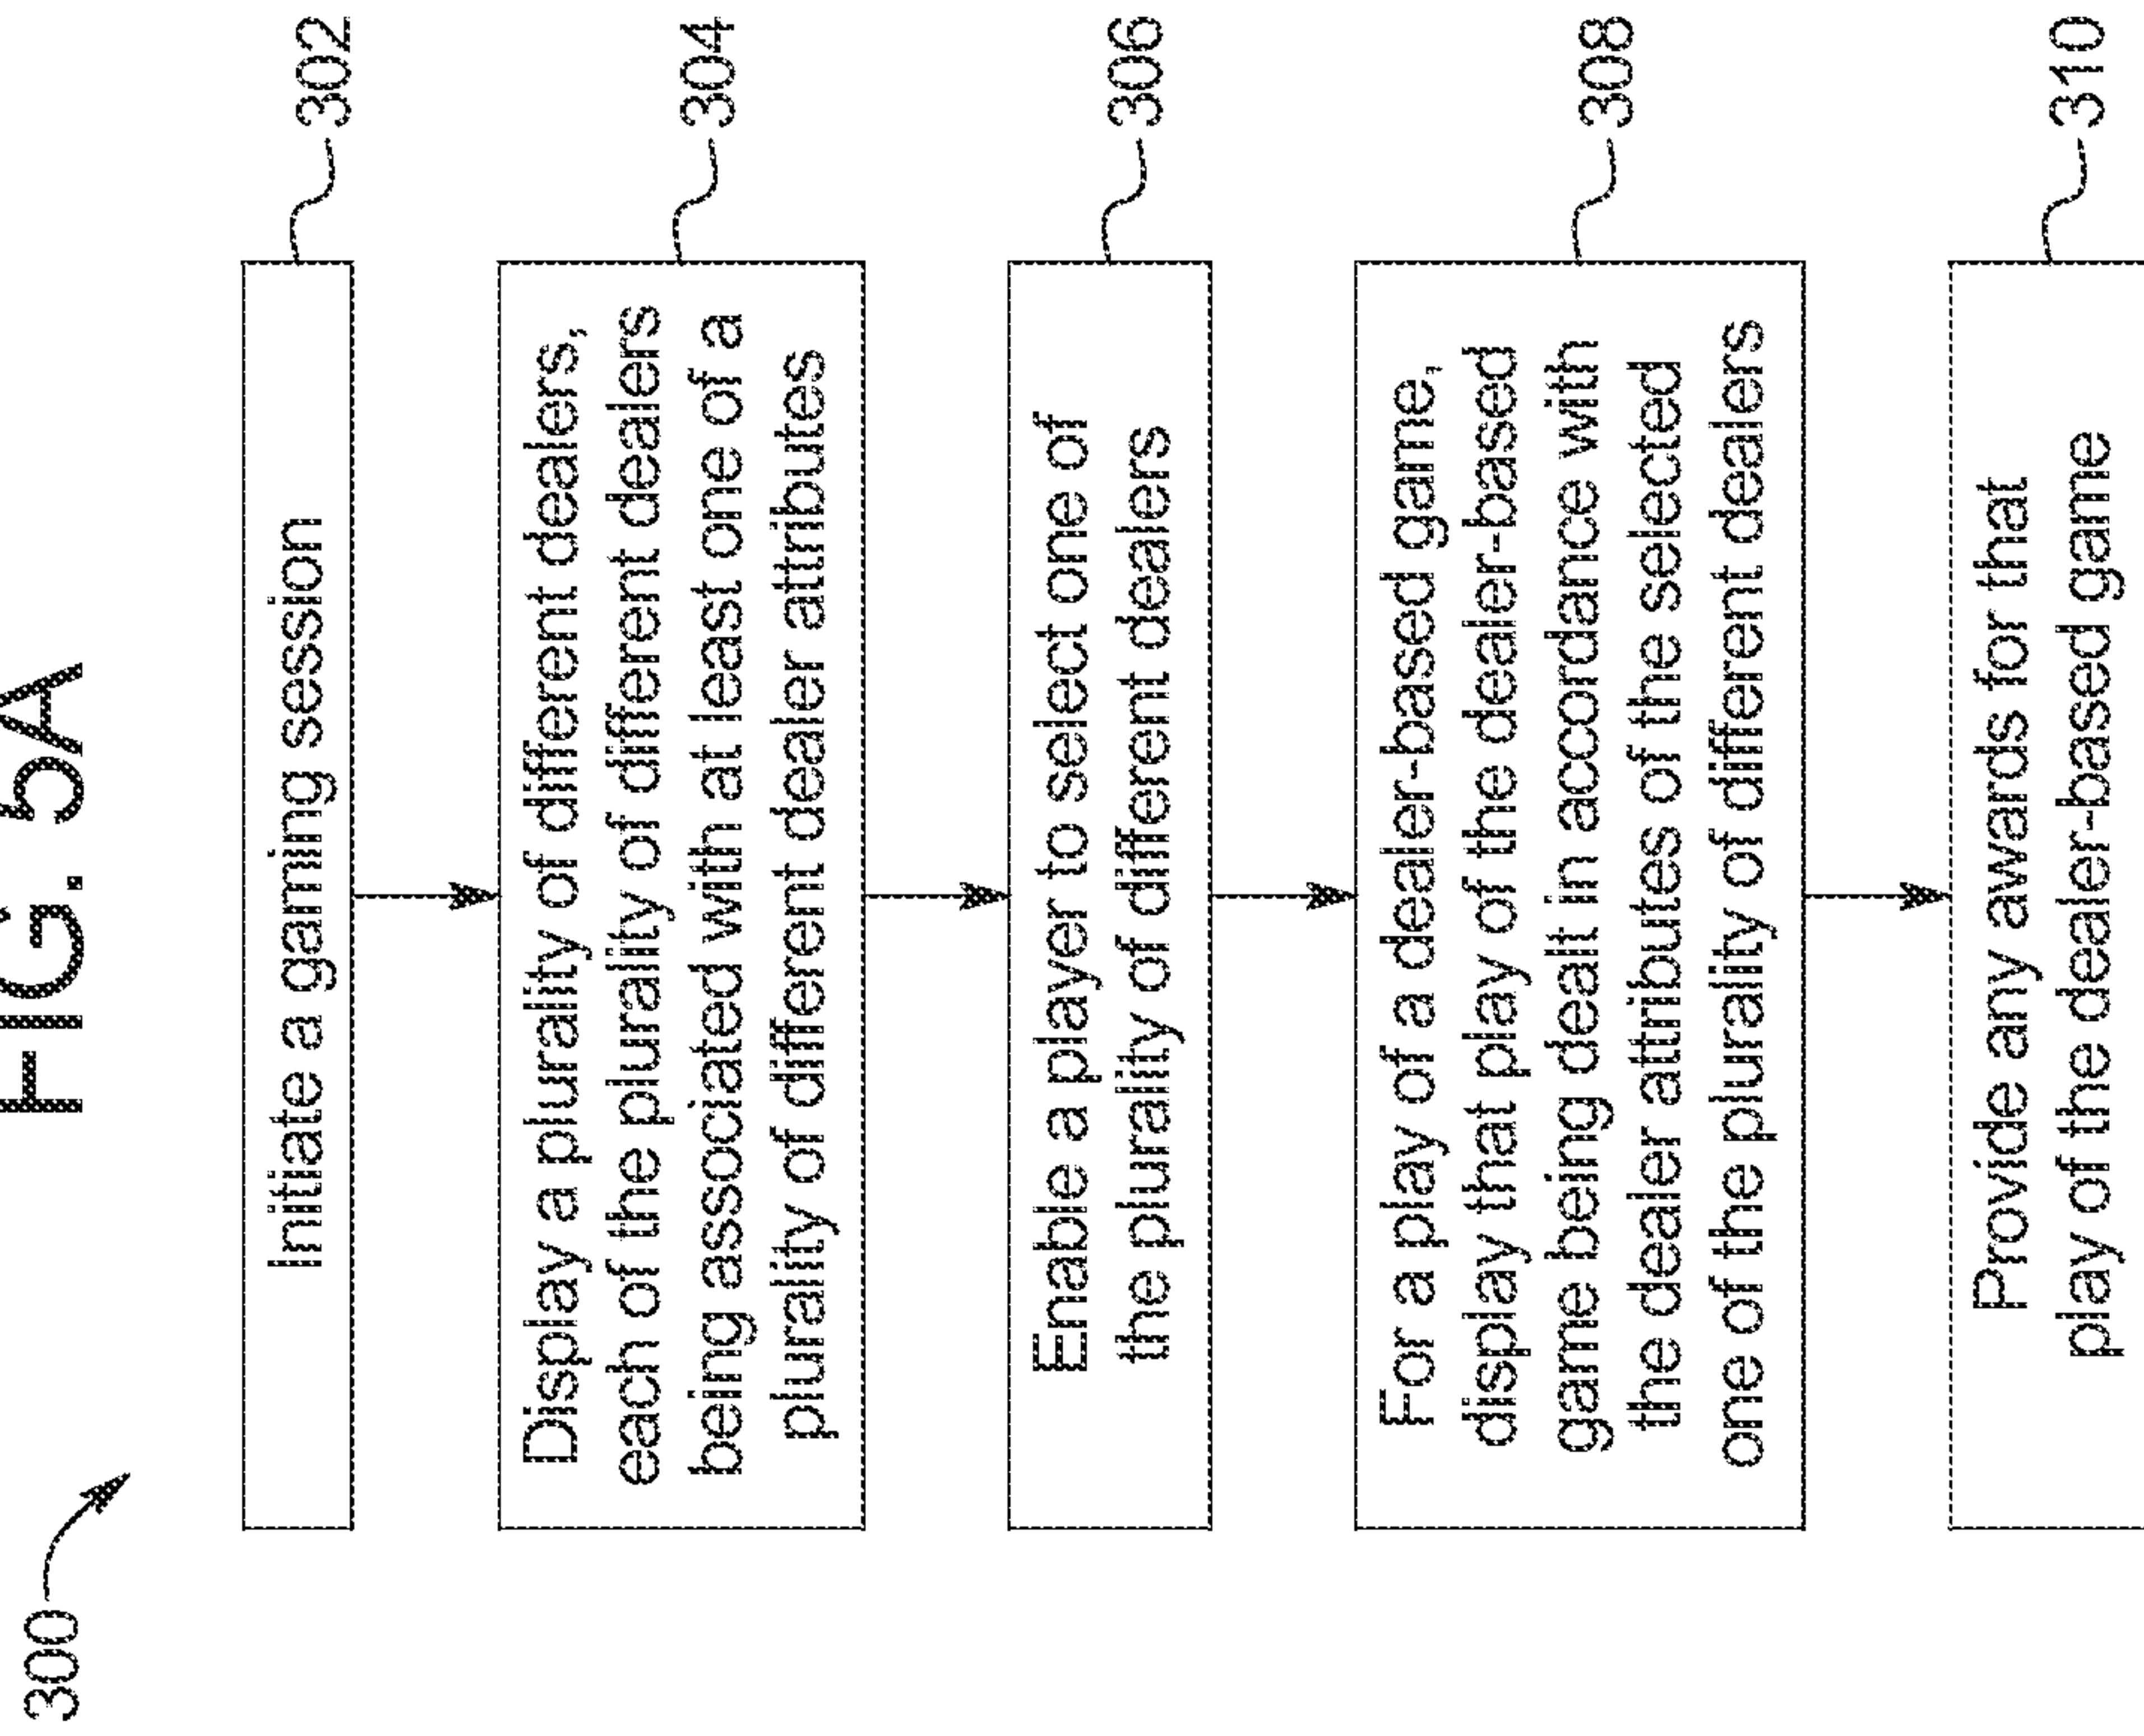 FIG. 5A
300
Initiate a gaming session
302
Display a plurality of different dealers,
each of the plurality of different dealers
being associated with at least one of a
plurality of different dealer attributes
304
Enable a player to select one of
the plurality of different dealers
306
For a play of a dealer-based game,
display that play of the dealer-based
game being dealt in accordance with
the dealer attributes of the selected
one of the plurality of different dealers
308
Provide any awards for that
play of the dealer-based game
310